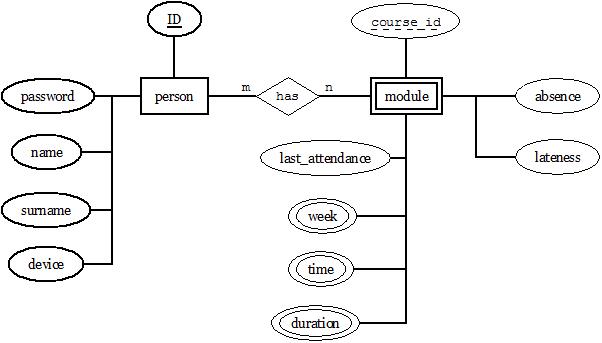 ID
course_id
password
person
m
has
n
module
absence
name
last_attendance
lateness
surname
week
device
time
duration